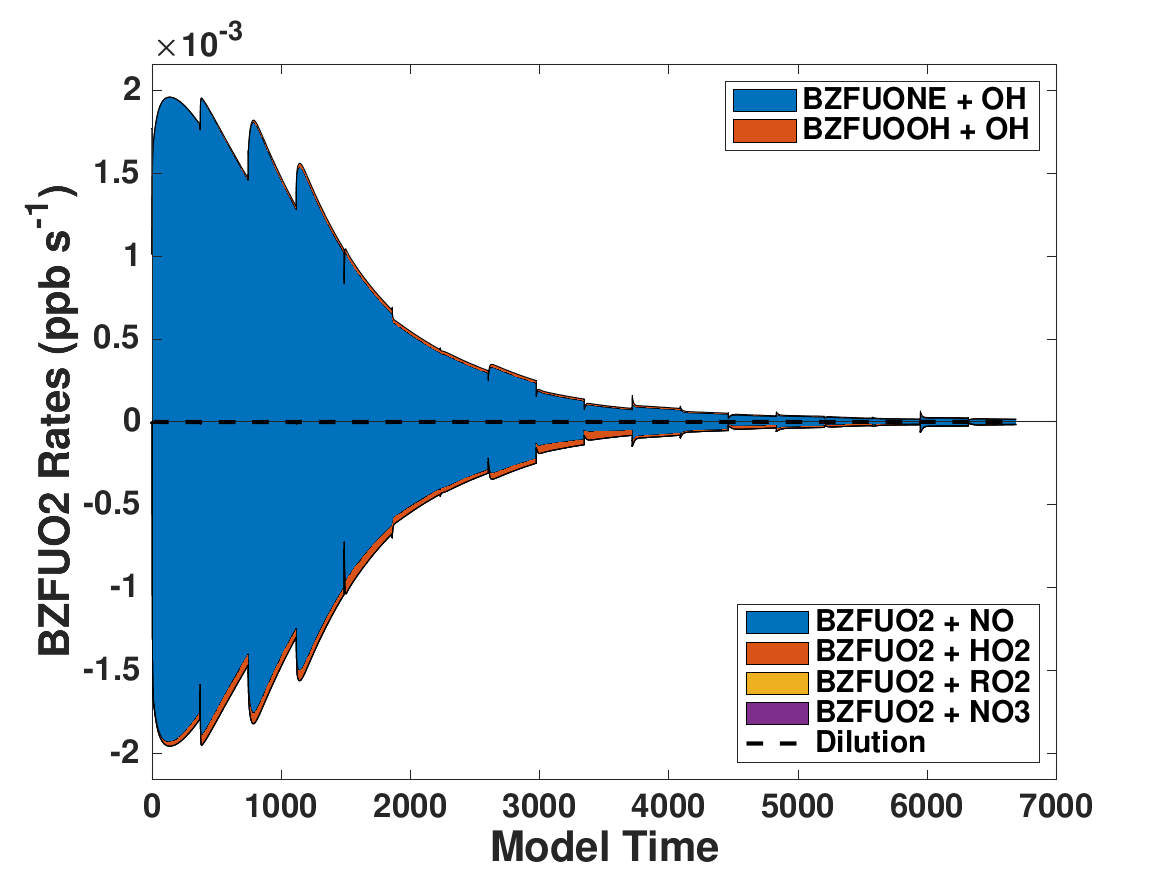 ×10-3
2
1.5
1
0.5
0
-0.5
-1
-1.5
-2
BZFUO2 Rates (ppb s-1)
BZFUONE + OH
BZFUOOH + OH
BZFUO2 + NO
BZFUO2 + HO2
BZFUO2 + RO2
BZFUO2 + NO3
Dilution
0 1000 2000 3000 4000 5000 6000 7000
Model Time